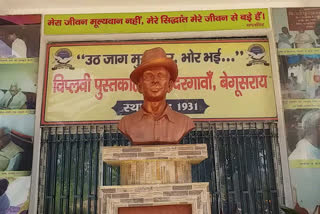 मेरा जीवन मूल्यवान नहीं, मेरे सिद्धांत मेरे जीवन से बड़े हैं
"उठ जाग भोर भई..."
विप्लवी पुस्तका गोदरगावाँ, बेगूसराय
स्था 1931